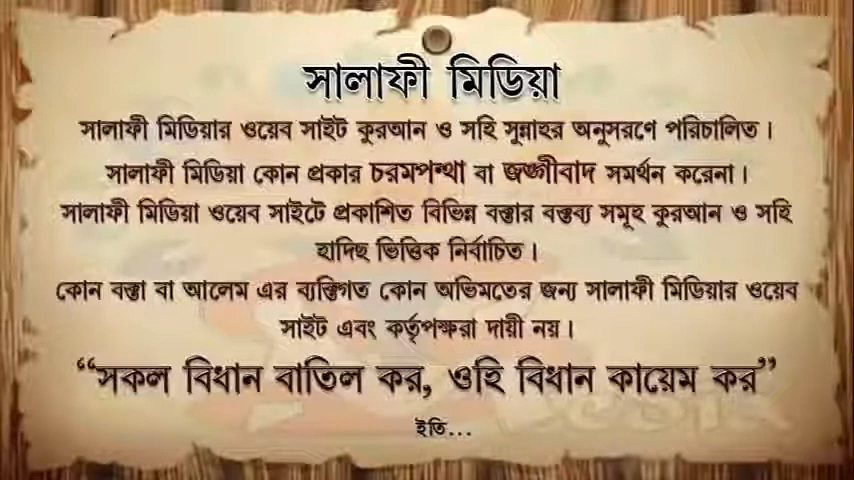 সালাফী মিডিয়া
সালাফী মিডিয়ার ওয়েব সাইট কুরআন ও সহি সুন্নাহর অনুসরণে পরিচালিত।
সালাফী মিডিয়া কোন প্রকার চরমপন্থা বা জঙ্গীবাদ সমর্থন করেনা।
সালাফী মিডিয়া ওয়েব সাইটে প্রকাশিত বিভিন্ন বক্তার বক্তব্য সমূহ কুরআন ও সহি
হাদিছ ভিত্তিক নির্বাচিত।
কোন বক্তা বা আলেম এর ব্যক্তিগত কোন অভিমতের জন্য সালাফী মিডিয়ার ওয়েব
সাইট এবং কর্তৃপক্ষরা দায়ী নয়।
“সকল বিধান বাতিল কর, ওহি বিধান কায়েম কর”
ইতি...